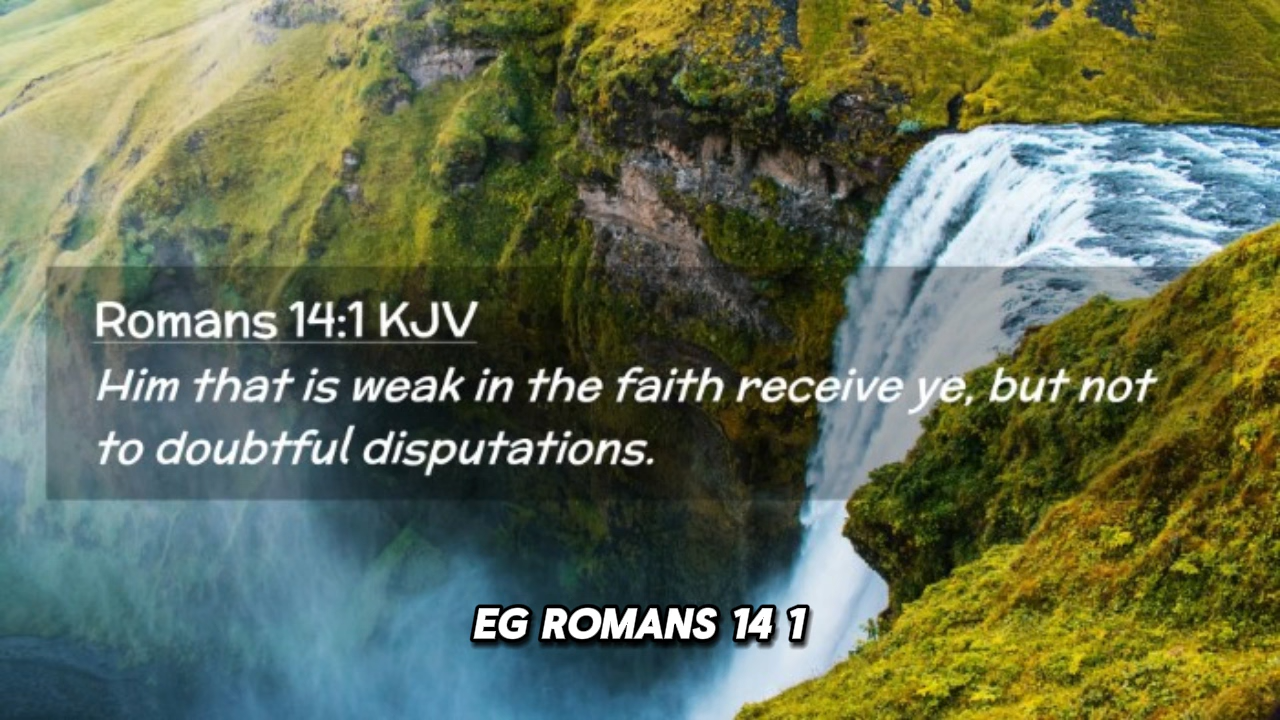 Romans 14:1 KJV
Him that is weak in the faith receive ye, but not
to doubtful disputations.
EG ROMANS 14 1